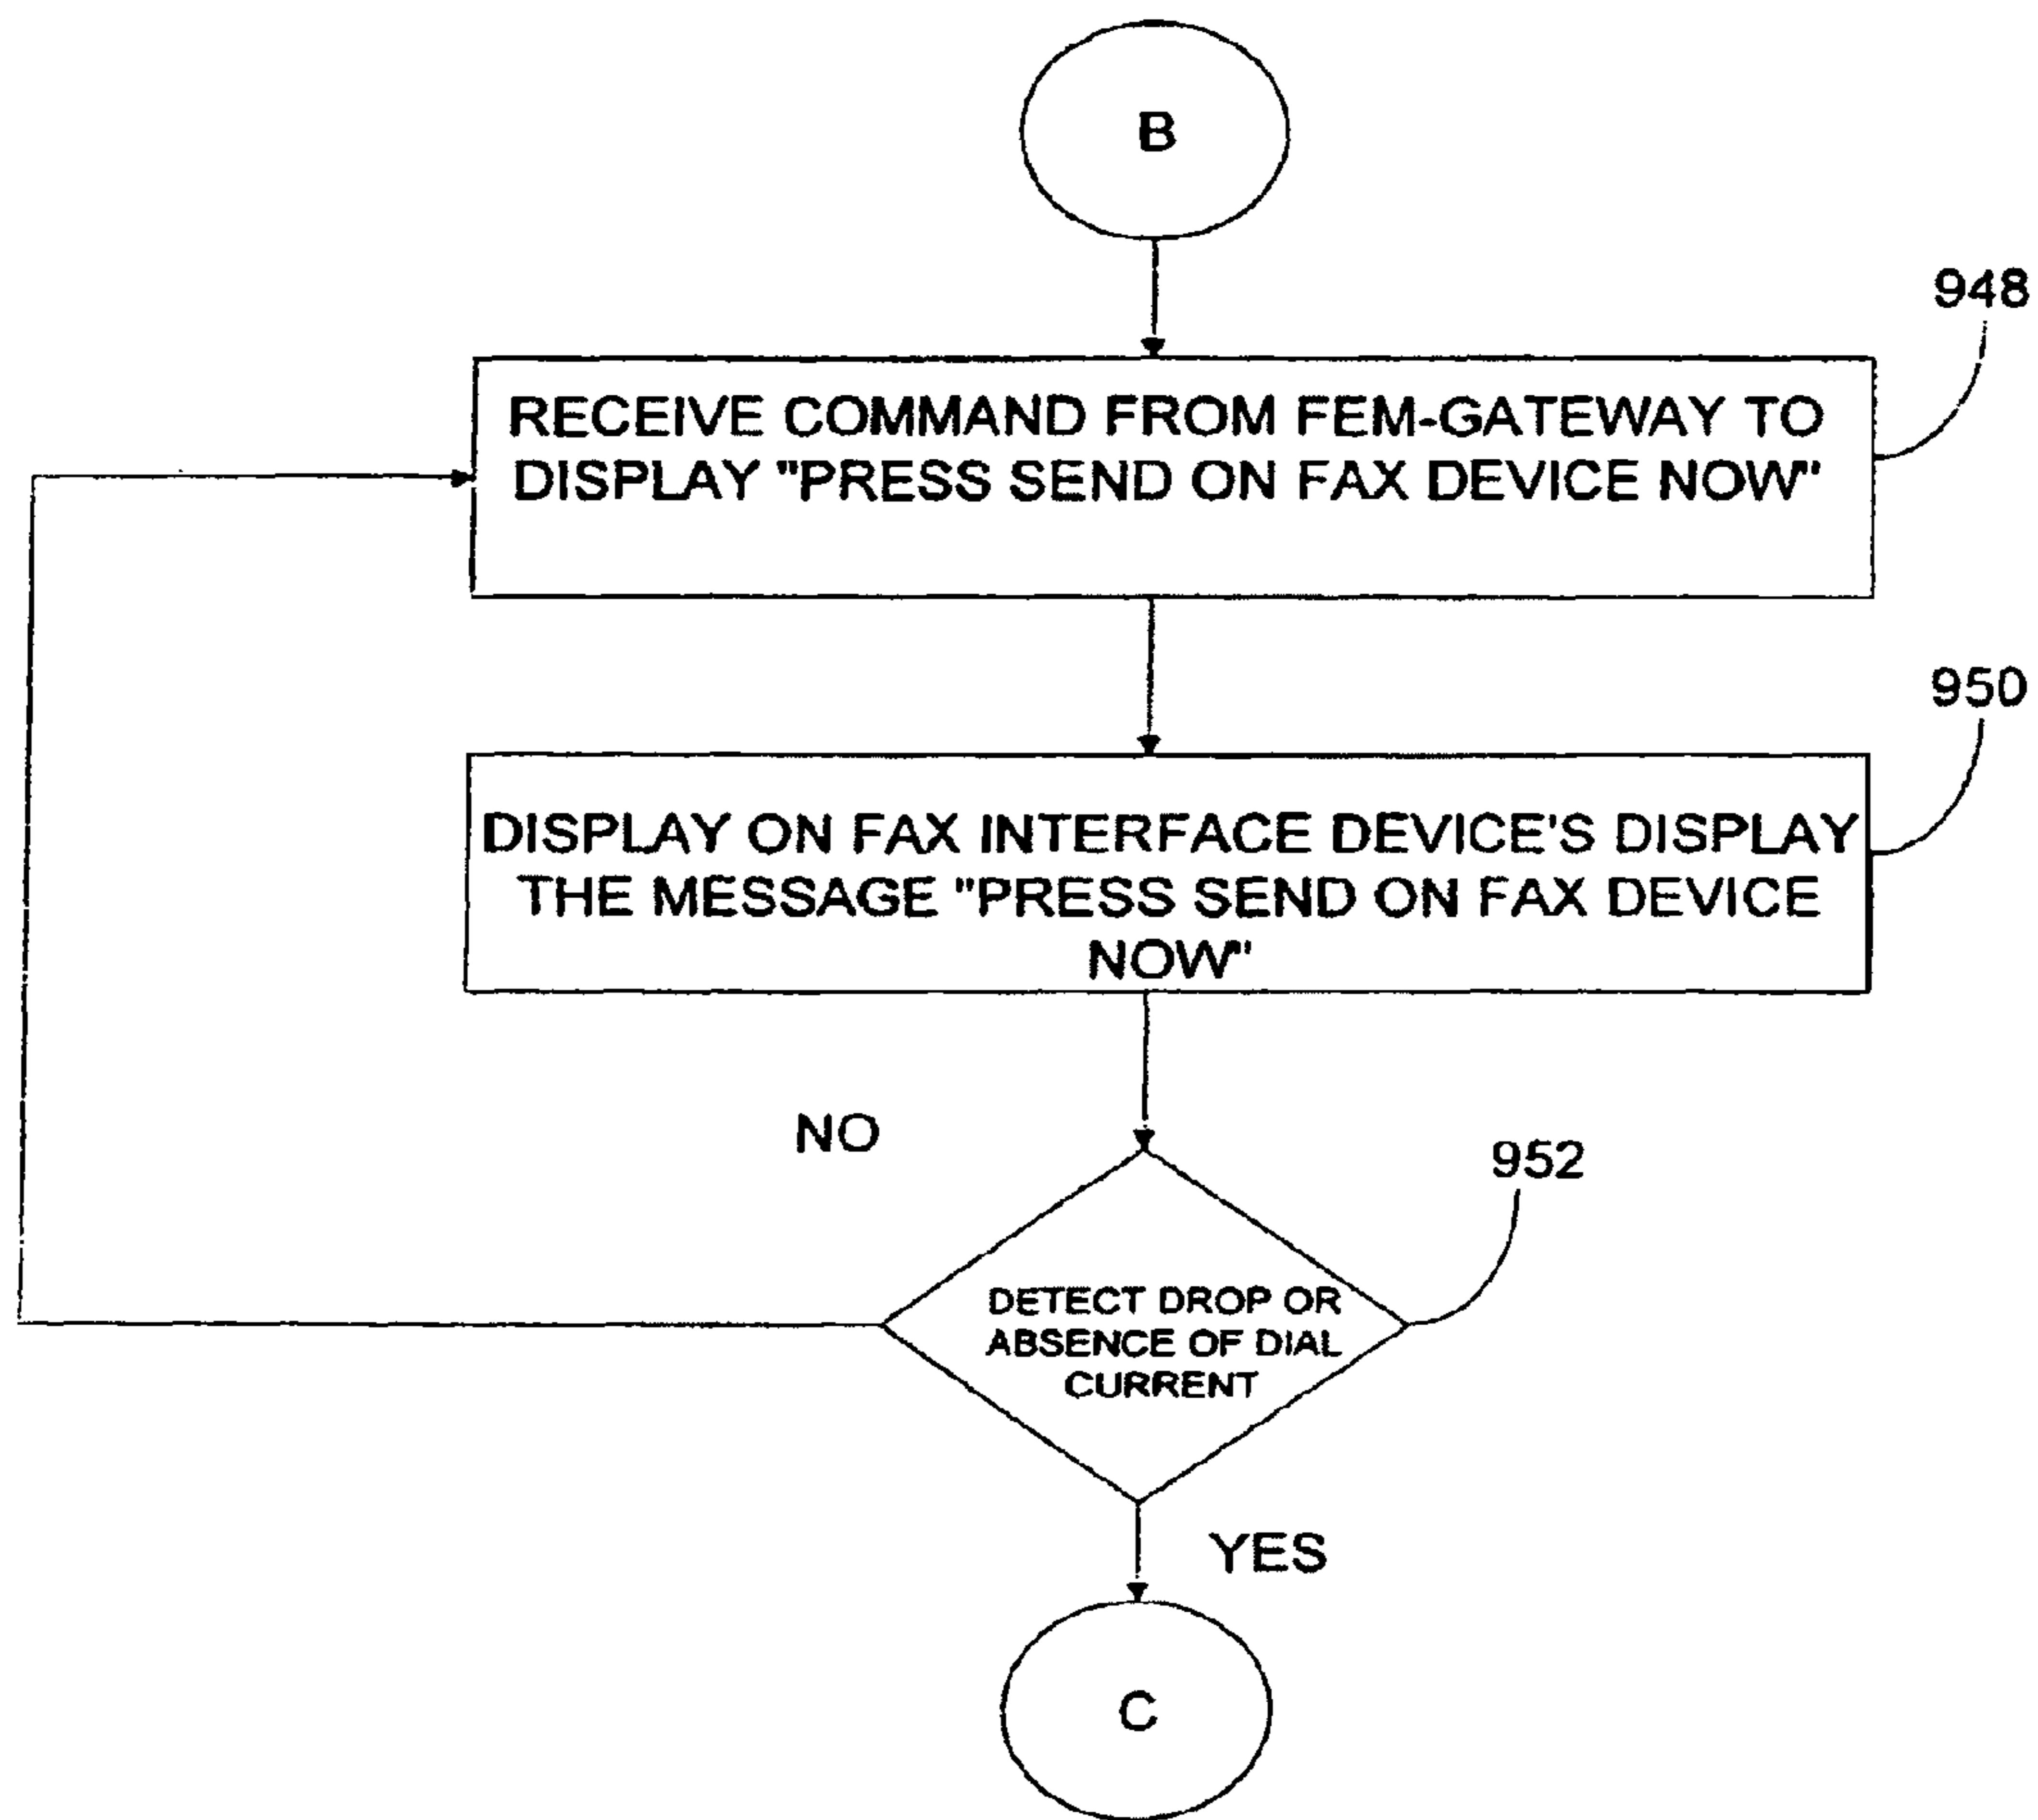 B
948
RECEIVE COMMAND FROM FEM-GATEWAY TO
DISPLAY "PRESS SEND ON FAX DEVICE NOW"
950
DISPLAY ON FAX INTERFACE DEVICE'S DISPLAY
THE MESSAGE "PRESS SEND ON FAX DEVICE
NOW"
NO
952
DETECT DROP OR
ABSENCE OF DIAL
CURRENT
YES
C